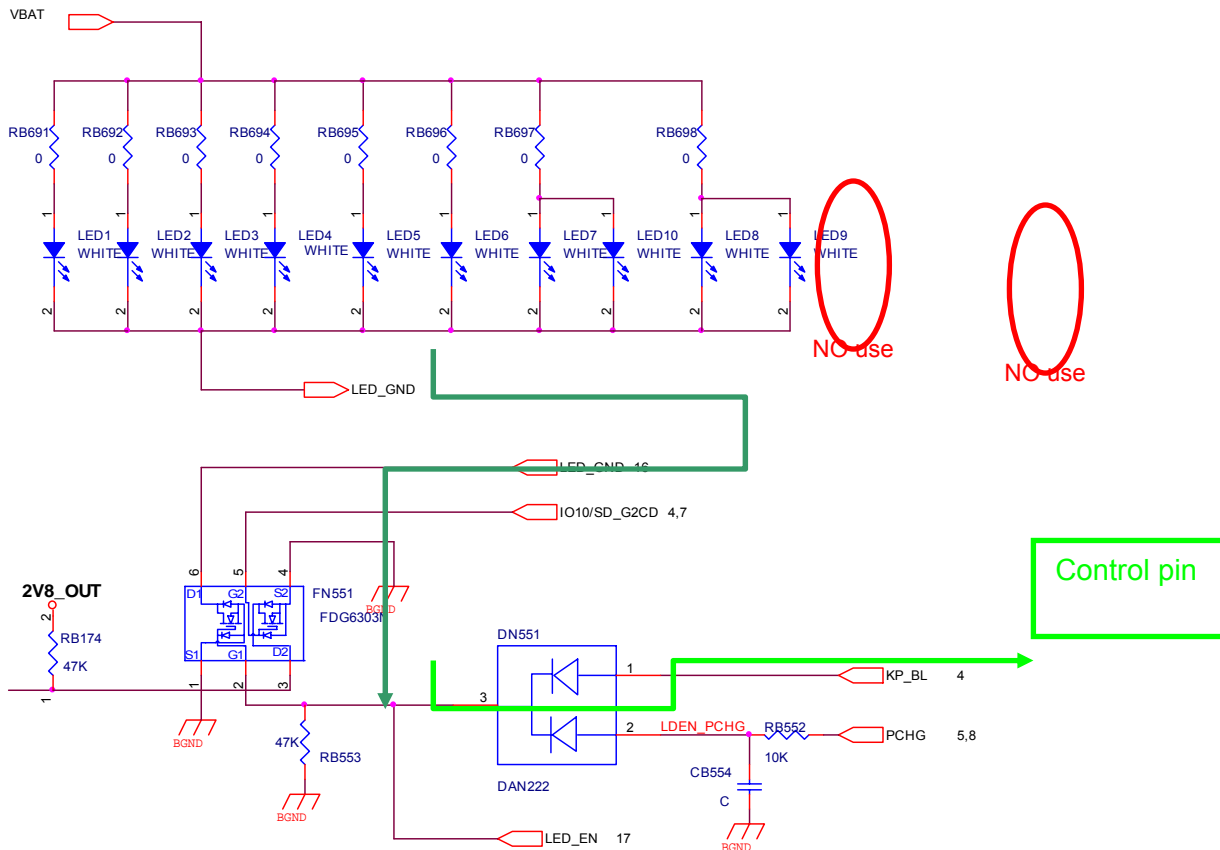 VBAT
RB691 RB692 RB693 RB694 RB695 RB696 RB697 RB698
0 0 0 0 0 0 0 0
1 1 1 1 1 1 1 1 1 1
LED1 LED2 LED3 LED4 LED5 LED6 LED7 LED10 LED8 LED9
WHITE WHITE WHITE WHITE WHITE WHITE WHITE WHITE WHITE WHITE
2 2 2 2 2 2 2 2 2 2
NO use
NO use
LED_GND
LED_GND 16
IO10/SD_G2CD 4,7
6 5 4
D1 G2 S2
FN551
FDG6303N
BGND
S1 G1 D2
1 2 3
2V8_OUT
2
RB174
47K
1
BGND
47K
RB553
BGND
DN551
3
1
2
DAN222
KP_BL 4
LDEN_PCHG
RB552
10K
PCHG 5,8
CB554
C
BGND
LED_EN 17
Control pin